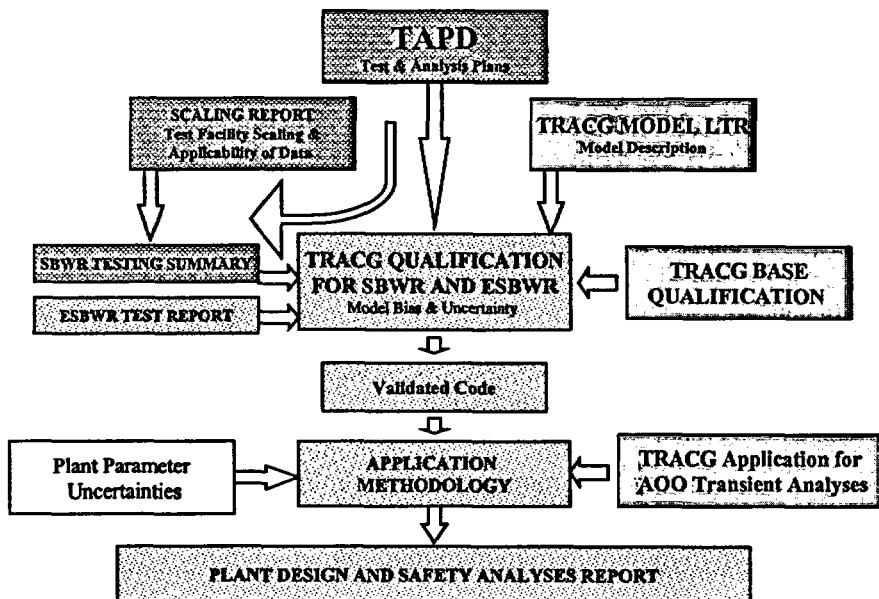 TAPD
Test & Analysis Plans
SCALING REPORT
Test Facility Scaling &
Applicability of Data
TRACG MODEL LTR
Model Description
SBWR TESTING SUMMARY
ESBWR TEST REPORT
TRACG QUALIFICATION
FOR SBWR AND ESBWR
Model Bias & Uncertainty
TRACG BASE
QUALIFICATION
Validated Code
Plant Parameter
Uncertainties
APPLICATION
METHODOLOGY
TRACG Application for
AOO Transient Analyses
PLANT DESIGN AND SAFETY ANALYSES REPORT